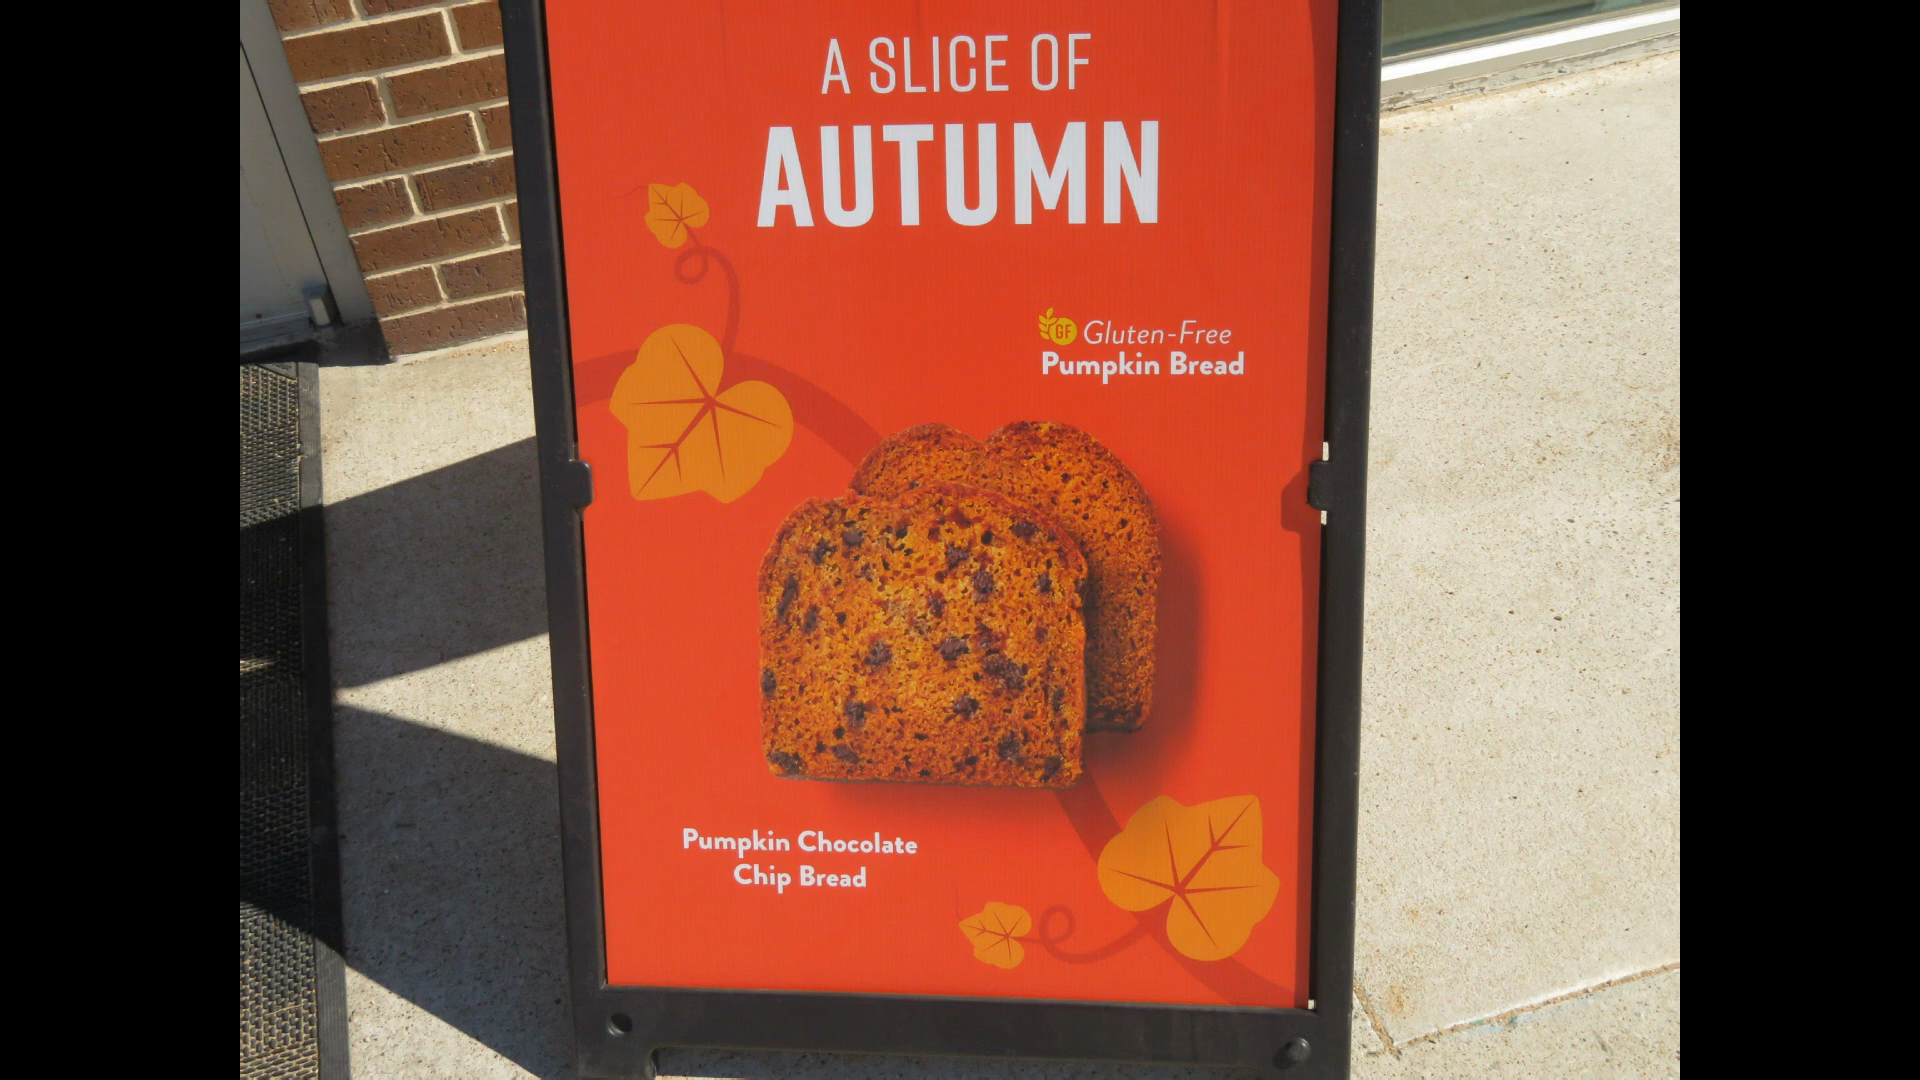 A SLICE OF
AUTUMN
GF Gluten-Free
Pumpkin Bread
Pumpkin Chocolate
Chip Bread